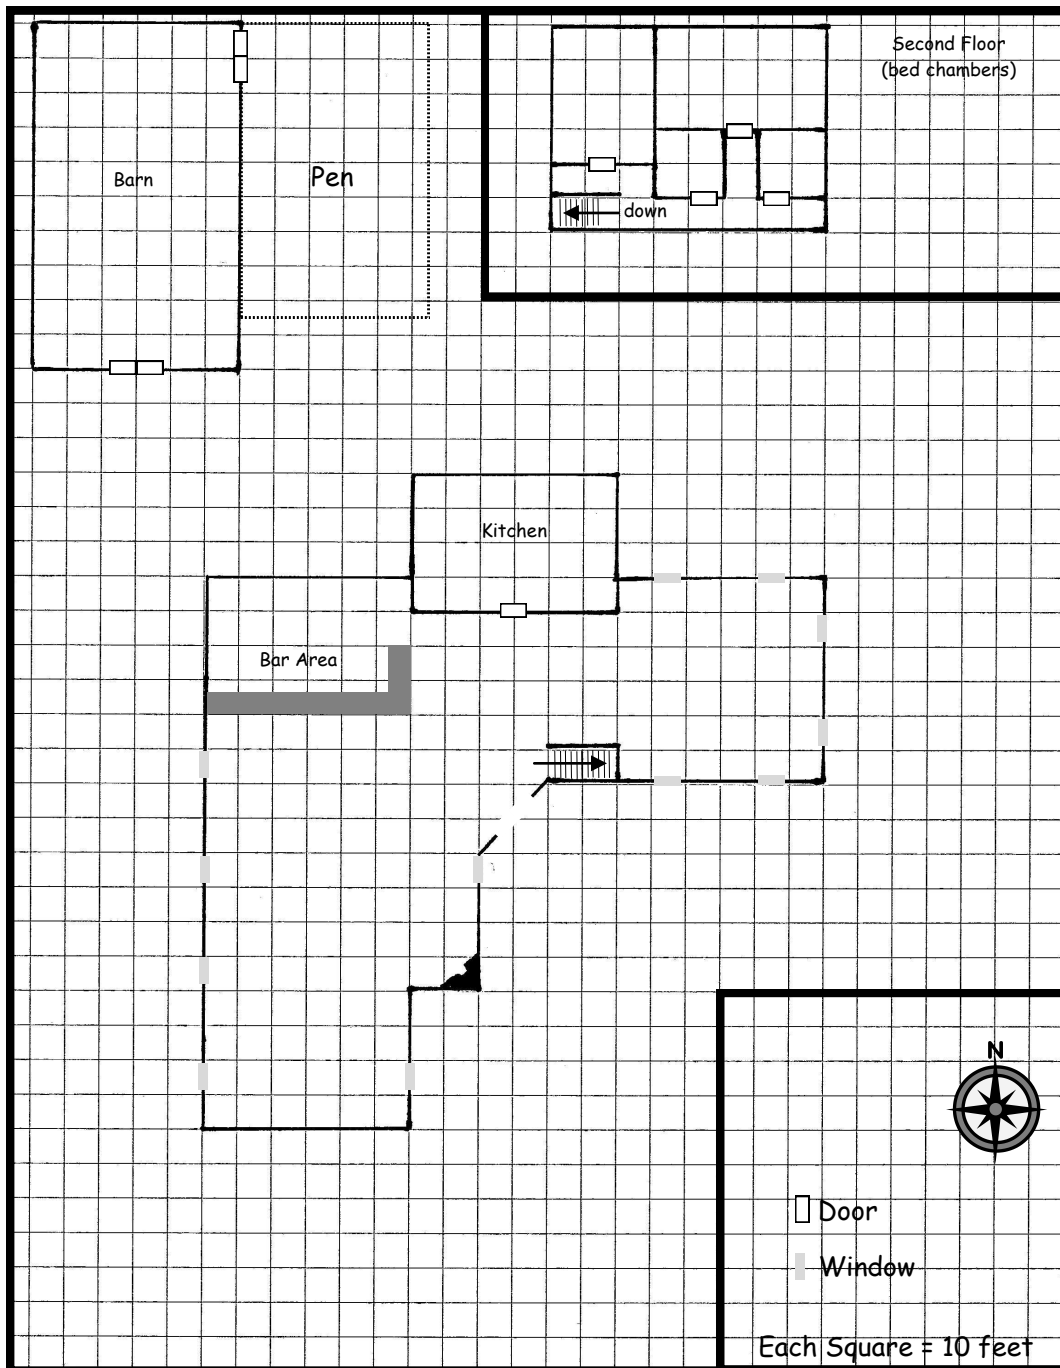 Second Floor
(bed chambers)
Barn
Pen
down
Kitchen
Bar Area
N
Door
Window
Each Square = 10 feet